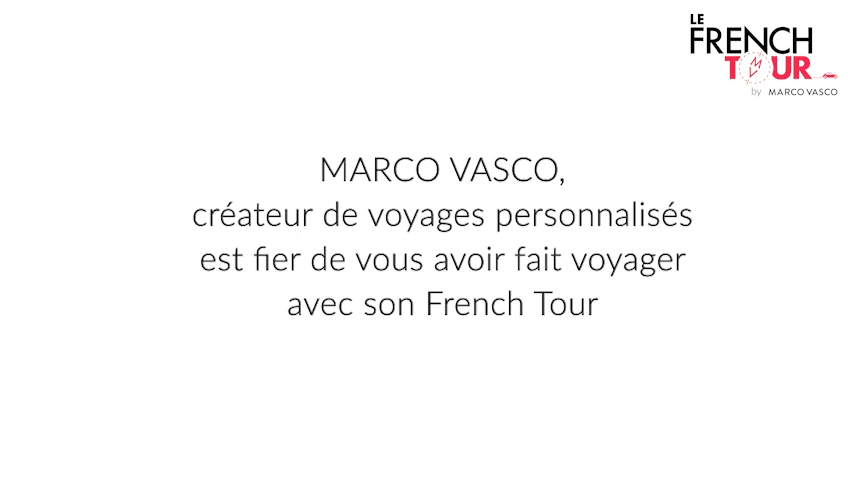 LE
FRENCH
TOUR
by MARCO VASCO
MARCO VASCO,
créateur de voyages personnalisés
est fier de vous avoir fait voyager
avec son French Tour